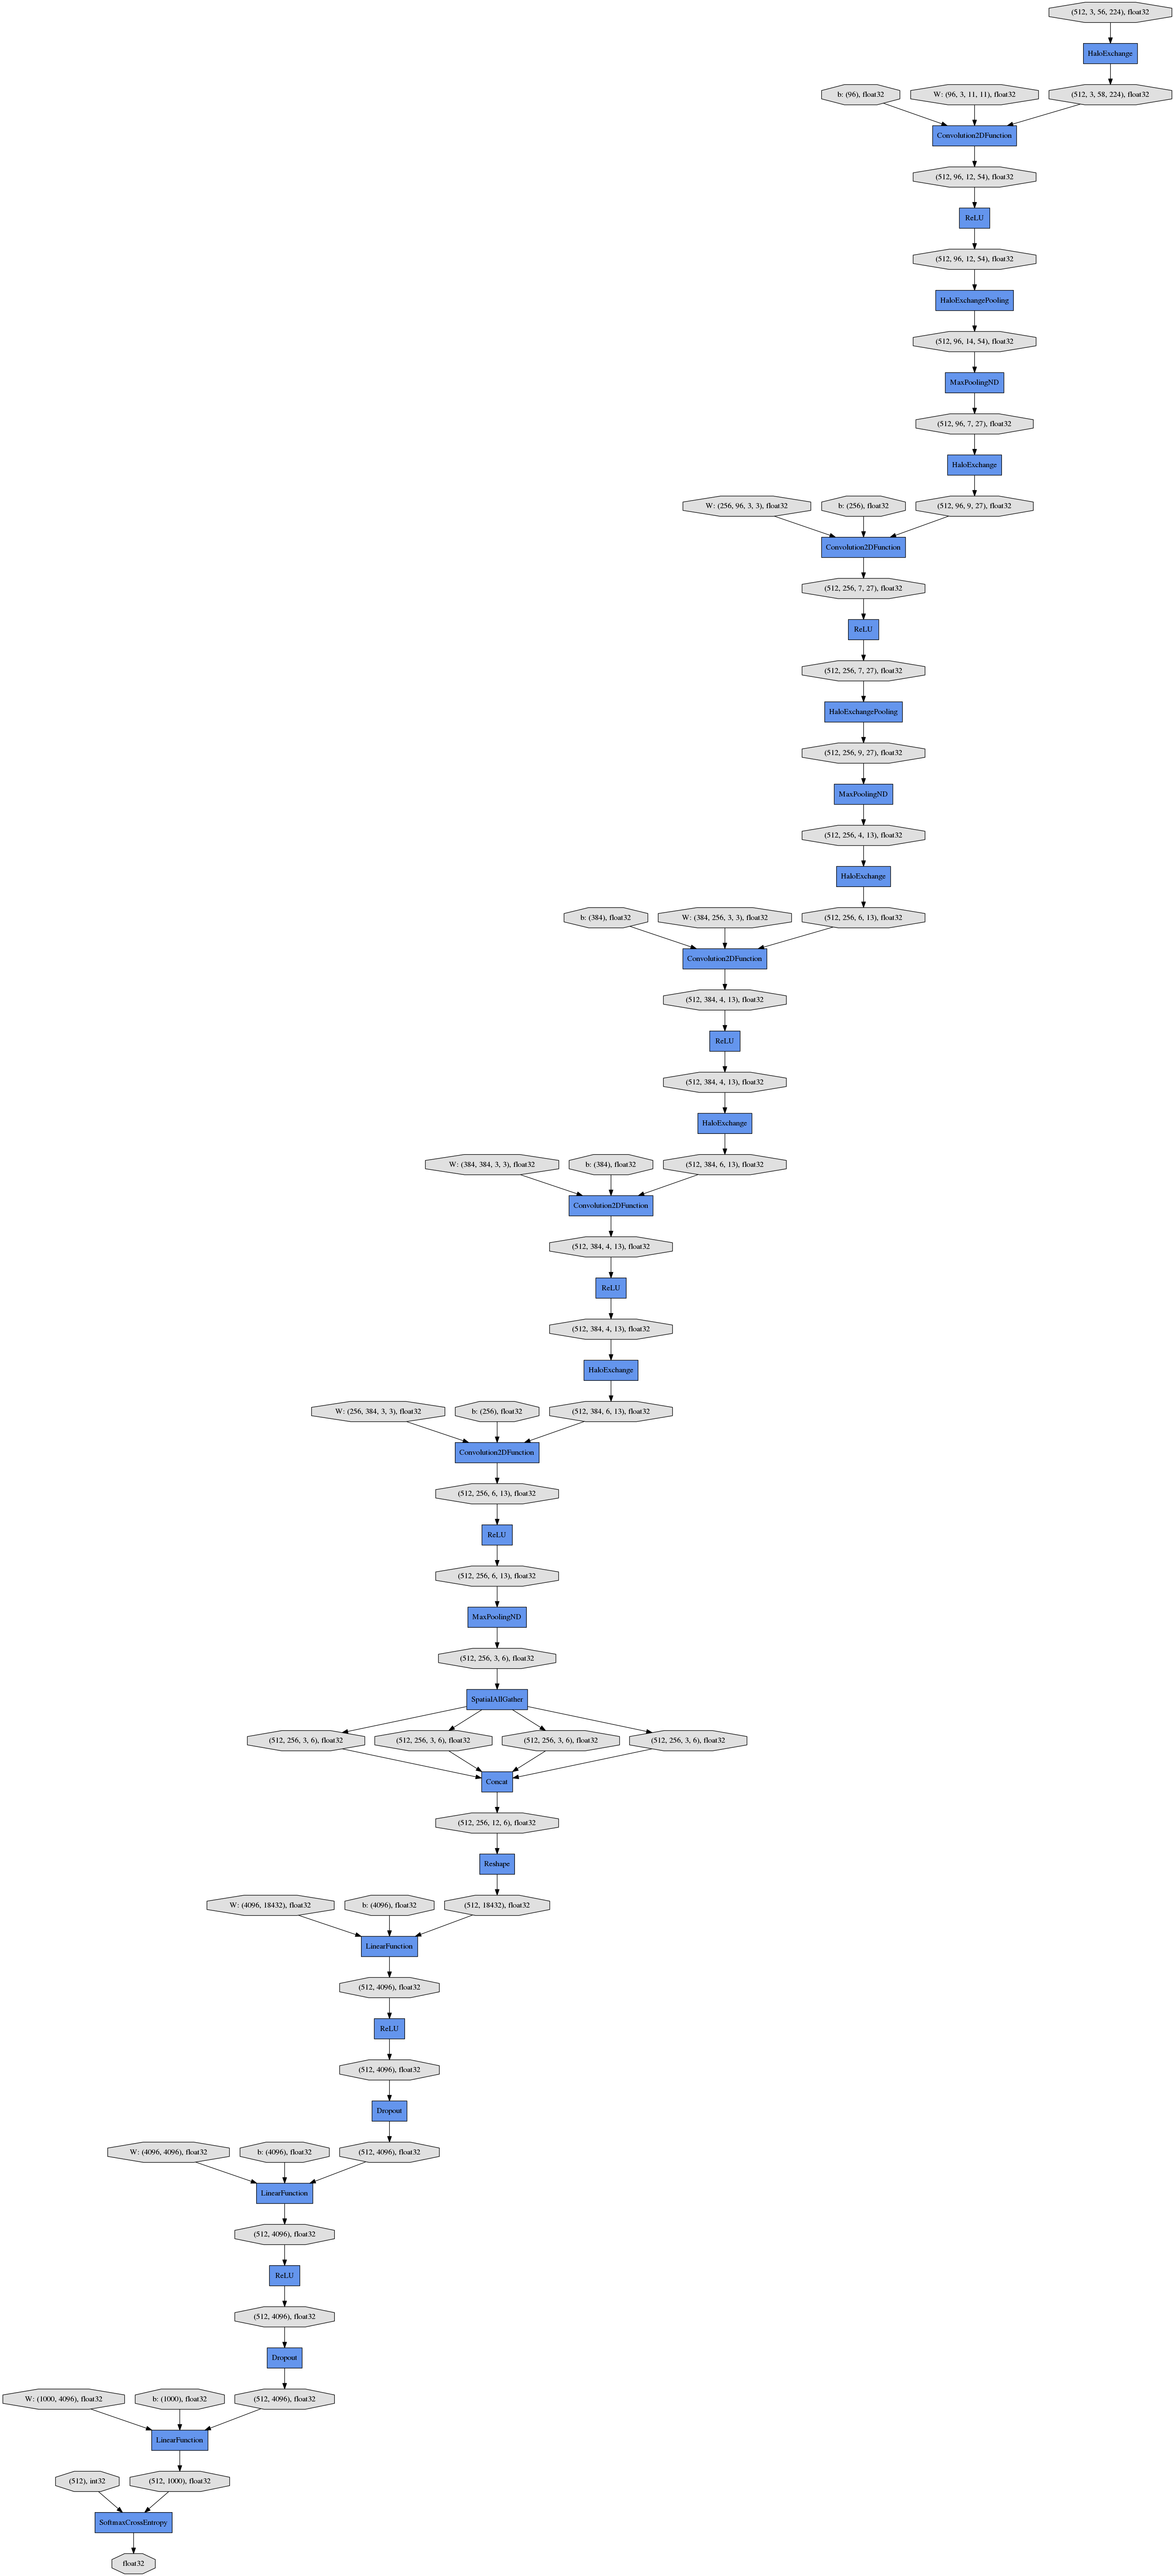 (512, 3, 56, 224), float32
HaloExchange
b: (96), float32
W: (96, 3, 11, 11), float32
(512, 3, 58, 224), float32
Convolution2DFunction
(512, 96, 12, 54), float32
ReLU
(512, 96, 12, 54), float32
HaloExchangePooling
(512, 96, 14, 54), float32
MaxPoolingND
(512, 96, 7, 27), float32
HaloExchange
W: (256, 96, 3, 3), float32
b: (256), float32
(512, 96, 9, 27), float32
Convolution2DFunction
(512, 256, 7, 27), float32
ReLU
(512, 256, 7, 27), float32
HaloExchangePooling
(512, 256, 9, 27), float32
MaxPoolingND
(512, 256, 4, 13), float32
HaloExchange
b: (384), float32
W: (384, 256, 3, 3), float32
(512, 256, 6, 13), float32
Convolution2DFunction
(512, 384, 4, 13), float32
ReLU
(512, 384, 4, 13), float32
HaloExchange
W: (384, 384, 3, 3), float32
b: (384), float32
(512, 384, 6, 13), float32
Convolution2DFunction
(512, 384, 4, 13), float32
ReLU
(512, 384, 4, 13), float32
HaloExchange
W: (256, 384, 3, 3), float32
b: (256), float32
(512, 384, 6, 13), float32
Convolution2DFunction
(512, 256, 6, 13), float32
ReLU
(512, 256, 6, 13), float32
MaxPoolingND
(512, 256, 3, 6), float32
SpatialAllGather
(512, 256, 3, 6), float32
(512, 256, 3, 6), float32
(512, 256, 3, 6), float32
(512, 256, 3, 6), float32
Concat
(512, 256, 12, 6), float32
Reshape
W: (4096, 18432), float32
b: (4096), float32
(512, 18432), float32
LinearFunction
(512, 4096), float32
ReLU
(512, 4096), float32
Dropout
W: (4096, 4096), float32
b: (4096), float32
(512, 4096), float32
LinearFunction
(512, 4096), float32
ReLU
(512, 4096), float32
Dropout
W: (1000, 4096), float32
b: (1000), float32
(512, 4096), float32
LinearFunction
(512), int32
(512, 1000), float32
SoftmaxCrossEntropy
float32